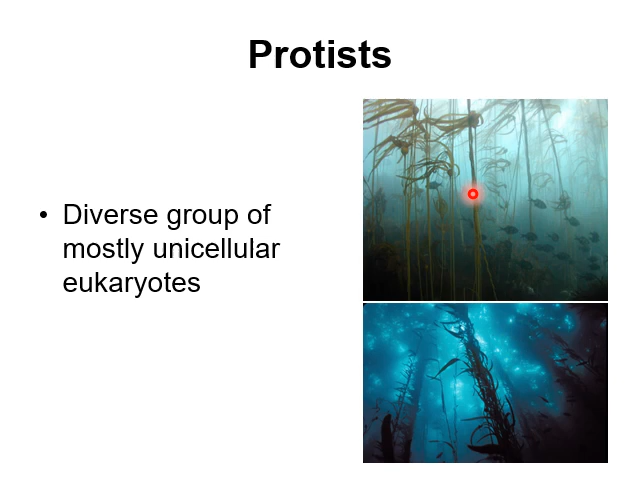 Protists
• Diverse group of
mostly unicellular
eukaryotes